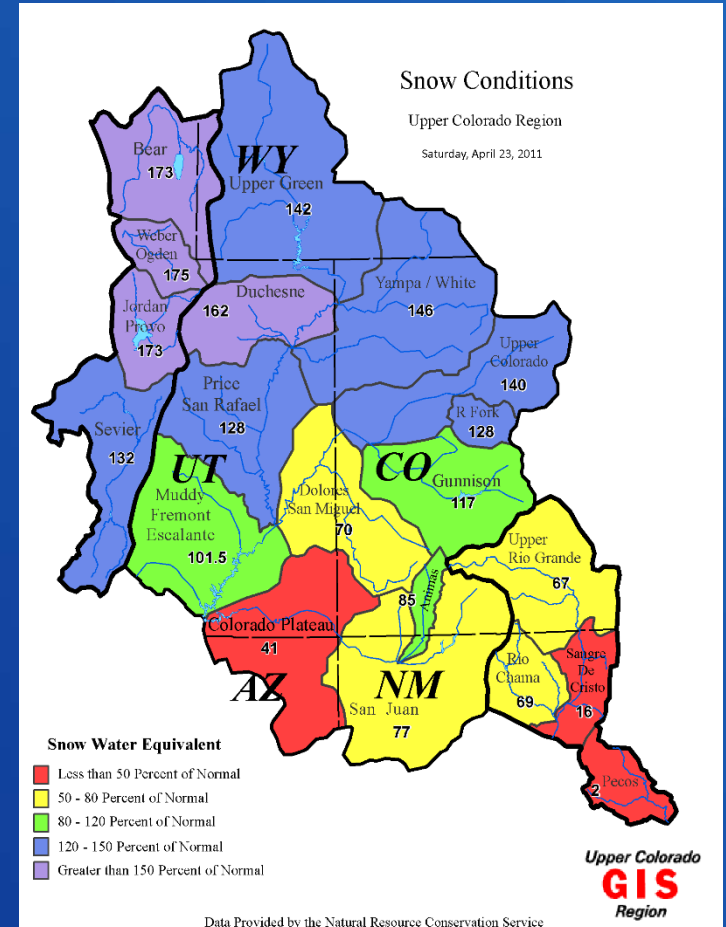 Snow Conditions
Upper Colorado Region
Saturday, April 23, 2011
Bear
173
WY
Upper Green
142
Weber
Ogden
175
Duchesne
162
Yampa / White
146
Jordan
Provo
173
Upper
Colorado
140
Price
San Rafael
128
R Fork
128
Sevier
132
UT
CO
Gunnison
117
Muddy
Fremont
Escalante
101.5
Dolores
San Miguel
70
Upper
Rio Grande
67
Animas
85
Colorado Plateau
41
AZ
NM
San Juan
77
Rio
Chama
69
Sangre
De
Cristo
16
Pecos
2
Snow Water Equivalent
Less than 50 Percent of Normal
50 - 80 Percent of Normal
80 - 120 Percent of Normal
120 - 150 Percent of Normal
Greater than 150 Percent of Normal
Upper Colorado
GIS
Region
Data Provided by the Natural Resource Conservation Service